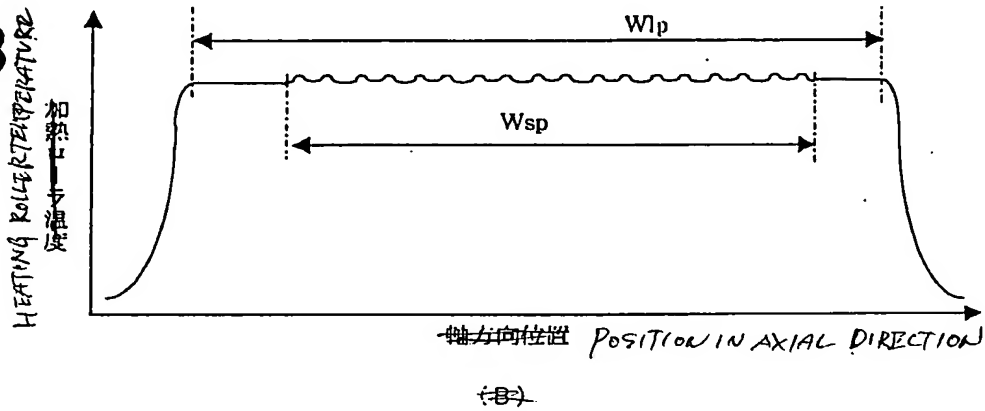 Wlp
Wsp
HEATING ROLLER TEMPERATURE
加熱ローラ温度
軸方向位置 POSITION IN AXIAL DIRECTION
(B)